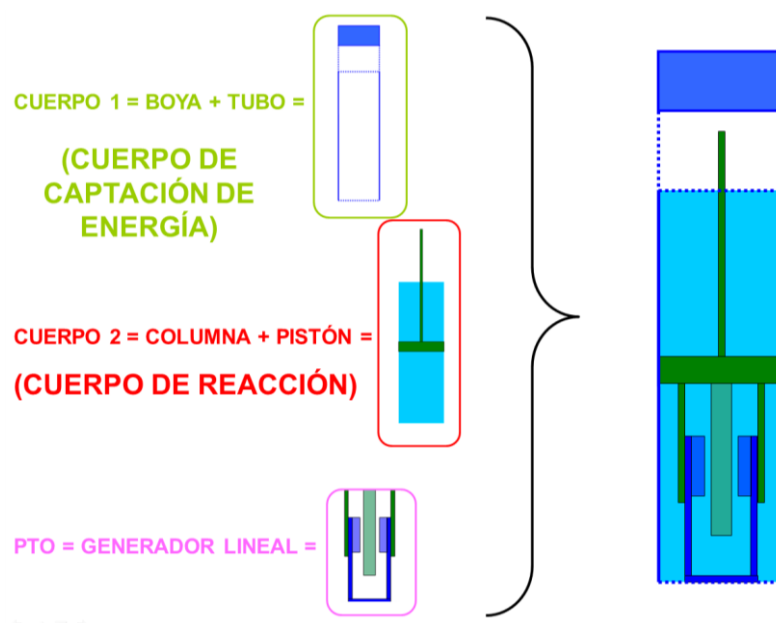 CUERPO 1 = BOYA + TUBO =
(CUERPO DE
CAPTACIÓN DE
ENERGÍA)
CUERPO 2 = COLUMNA + PISTÓN =
(CUERPO DE REACCIÓN)
PTO = GENERADOR LINEAL =